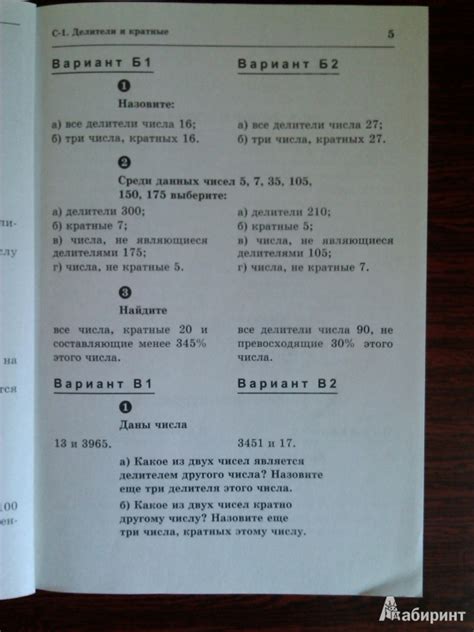 С-1. Делители и кратные 5
Вариант Б1
Вариант Б2
1
Назовите:
а) все делители числа 16;
б) три числа, кратных 16.
а) все делители числа 27;
б) три числа, кратных 27.
2
Среди данных чисел 5, 7, 35, 105,
150, 175 выберите:
а) делители 300;
б) кратные 7;
в) числа, не являющиеся
делителями 175;
г) числа, не кратные 5.
а) делители 210;
б) кратные 5;
в) числа, не являющиеся
делителями 105;
г) числа, не кратные 7.
3
Найдите
все числа, кратные 20 и
составляющие менее 345%
этого числа.
все делители числа 90, не
превосходящие 30% этого
числа.
Вариант В1
Вариант В2
1
Даны числа
13 и 3965.
3451 и 17.
а) Какое из двух чисел является
делителем другого числа? Назовите
еще три делителя этого числа.
б) Какое из двух чисел кратно
другому числу? Назовите еще
три числа, кратных этому числу.
ли-
слу
на
тся
100
ен-
Лабиринт